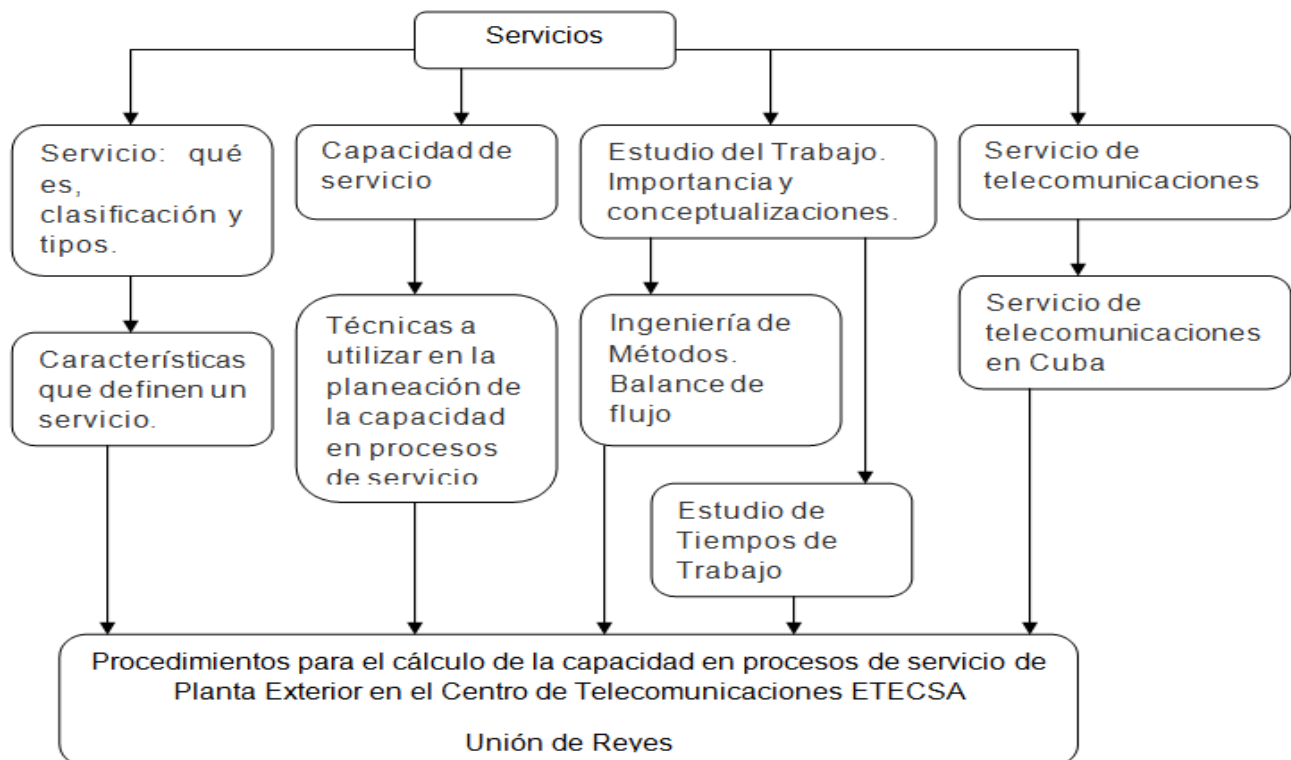 Servicios
Servicio: qué
es,
clasificación y
tipos.
Capacidad de
servicio
Estudio del Trabajo.
Importancia y
conceptualizaciones.
Servicio de
telecomunicaciones
Características
que definen un
servicio.
Técnicas a
utilizar en la
planeación de
la capacidad
en procesos
de servicio
Ingeniería de
Métodos.
Balance de
flujo
Servicio de
telecomunicaciones
en Cuba
Estudio de
Tiempos de
Trabajo
Procedimientos para el cálculo de la capacidad en procesos de servicio de
Planta Exterior en el Centro de Telecomunicaciones ETECSA
Unión de Reyes